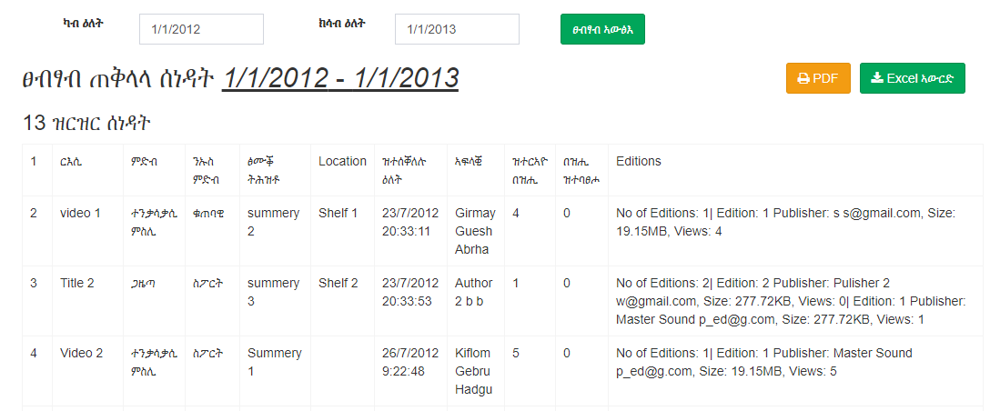 ካብ ዕለት 1/1/2012 ክሳብ ዕለት 1/1/2013 ፀብፃብ ኣውፅእ
ፀብፃብ ጠቅላላ ሰነዳት 1/1/2012 - 1/1/2013 PDF Excel ኣውርድ
13 ዝርዝር ሰነዳት
1 ርእሲ ምድብ ንኡስ ምድብ ፅሙቝ ትሕዝቶ Location ዝተሰቐለሉ ዕለት ኣፍላቒ ዝተርኣዮ በዝሒ በዝሒ ዝተባፀሖ Editions
2 video 1 ተንቃሳቃሲ ምስሊ ቁጠባዊ summery 2 Shelf 1 23/7/2012 20:33:11 Girmay Guesh Abrha 4 0 No of Editions: 1| Edition: 1 Publisher: s s@gmail.com, Size: 19.15MB, Views: 4
3 Title 2 ጋዜጣ ስፖርት summary 3 Shelf 2 23/7/2012 20:33:53 Author 2 b b 1 0 No of Editions: 2| Edition: 2 Publisher: Pulisher 2 w@gmail.com, Size: 277.72KB, Views: 0| Edition: 1 Publisher: Master Sound p_ed@g.com, Size: 277.72KB, Views: 1
4 Video 2 ተንቃሳቃሲ ምስሊ ስፖርት Summery 1 26/7/2012 9:22:48 Kiflom Gebru Hadgu 5 0 No of Editions: 1| Edition: 1 Publisher: Master Sound p_ed@g.com, Size: 19.15MB, Views: 5